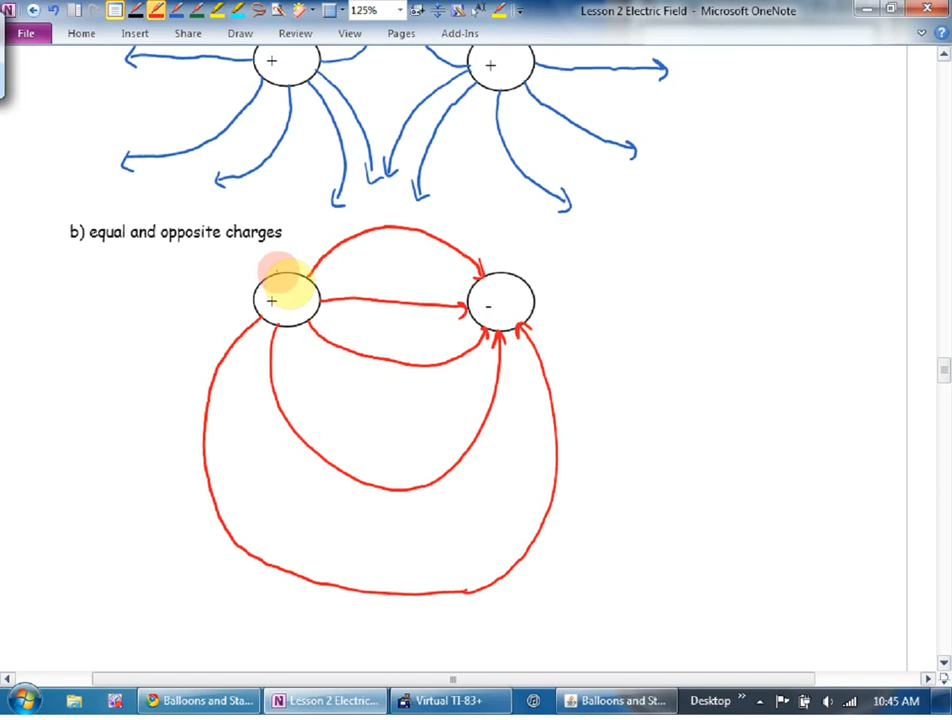 125%
Lesson 2 Electric Field - Microsoft OneNote
File Home Insert Share Draw Review View Pages Add-Ins
+ +
b) equal and opposite charges
+ -
Balloons and Sta... Lesson 2 Electric... Virtual TI-83+ Balloons and St... Desktop 10:45 AM